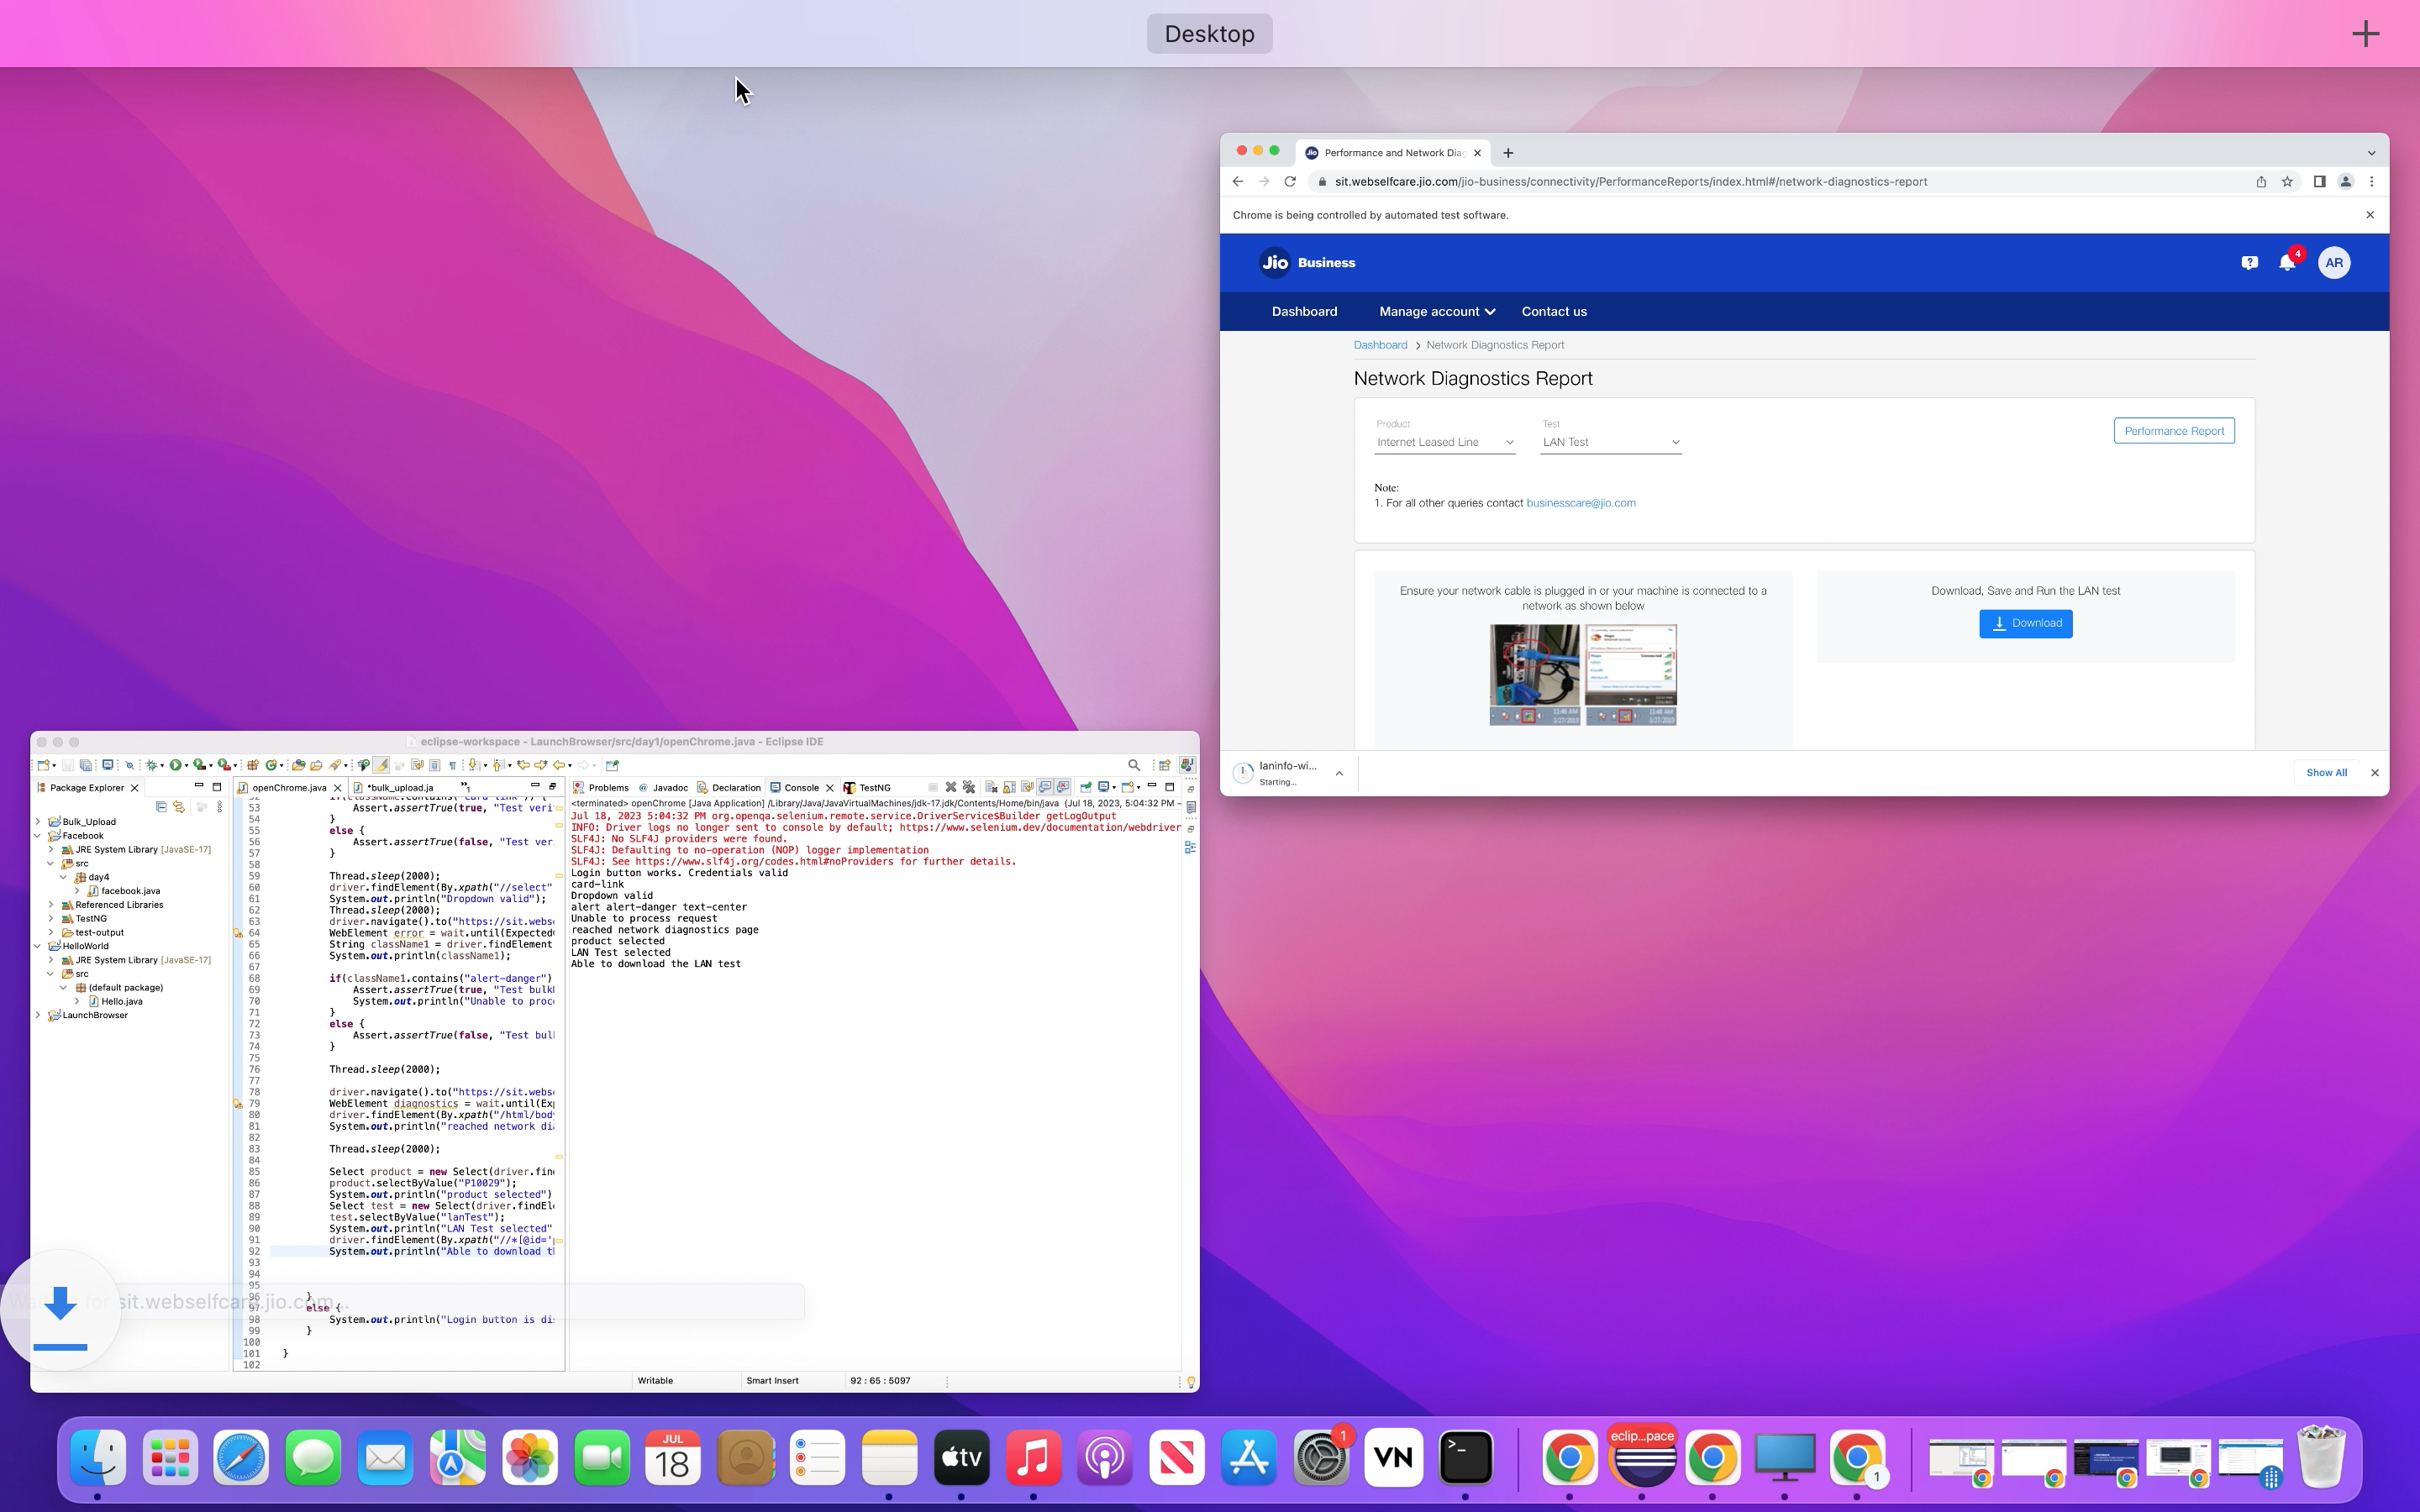 Desktop
Performance and Network Diag
sit.webselfcare.jio.com/jio-business/connectivity/PerformanceReports/index.html#/network-diagnostics-report
Chrome is being controlled by automated test software.
Jio Business
4
AR
Dashboard Manage account Contact us
Dashboard Network Diagnostics Report
Network Diagnostics Report
Product
Internet Leased Line
Test
LAN Test
Performance Report
Note:
1. For all other queries contact businesscare@jio.com
Ensure your network cable is plugged in or your machine is connected to a
network as shown below
Download, Save and Run the LAN test
Download
laninfo-wi...
Starting...
Show All
eclipse-workspace - LaunchBrowser/src/day1/openChrome.java - Eclipse IDE
Package Explorer
Bulk_Upload
Facebook
JRE System Library [JavaSE-17]
src
day4
facebook.java
Referenced Libraries
TestNG
test-output
HelloWorld
JRE System Library [JavaSE-17]
src
(default package)
Hello.java
LaunchBrowser
openChrome.java *bulk_upload.ja
53 Assert.assertTrue(true, "Test veri
54 }
55 else {
56 Assert.assertTrue(false, "Test ver
57 }
58
59 Thread.sleep(2000);
60 driver.findElement(By.xpath("//select"
61 System.out.println("Dropdown valid");
62 Thread.sleep(2000);
63 driver.navigate().to("https://sit.webs
64 WebElement error = wait.until(Expected
65 String className1 = driver.findElement
66 System.out.println(className1);
67
68 if(className1.contains("alert-danger")
69 Assert.assertTrue(true, "Test bulk
70 System.out.println("Unable to proc
71 }
72 else {
73 Assert.assertTrue(false, "Test bul
74 }
75
76 Thread.sleep(2000);
77
78 driver.navigate().to("https://sit.webs
79 WebElement diagnostics = wait.until(Ex
80 driver.findElement(By.xpath("/html/bod
81 System.out.println("reached network di
82
83 Thread.sleep(2000);
84
85 Select product = new Select(driver.fin
86 product.selectByValue("P10029");
87 System.out.println("product selected")
88 Select test = new Select(driver.findEl
89 test.selectByValue("lanTest");
90 System.out.println("LAN Test selected"
91 driver.findElement(By.xpath("//*[@id='
92 System.out.println("Able to download t
93
94
95
96 }
97 else {
98 System.out.println("Login button is di
99 }
100
101 }
102
Problems Javadoc Declaration Console TestNG
<terminated> openChrome [Java Application] /Library/Java/JavaVirtualMachines/jdk-17.jdk/Contents/Home/bin/java (Jul 18, 2023, 5:04:32 PM –
Jul 18, 2023 5:04:32 PM org.openqa.selenium.remote.service.DriverService$Builder getLogOutput
INFO: Driver logs no longer sent to console by default; https://www.selenium.dev/documentation/webdriver
SLF4J: No SLF4J providers were found.
SLF4J: Defaulting to no-operation (NOP) logger implementation
SLF4J: See https://www.slf4j.org/codes.html#noProviders for further details.
Login button works. Credentials valid
card-link
Dropdown valid
alert alert-danger text-center
Unable to process request
reached network diagnostics page
product selected
LAN Test selected
Able to download the LAN test
for sit.webselfcare.jio.com...
Writable Smart Insert 92 : 65 : 5097
JUL
18
tv
1
VN
eclip...pace
1